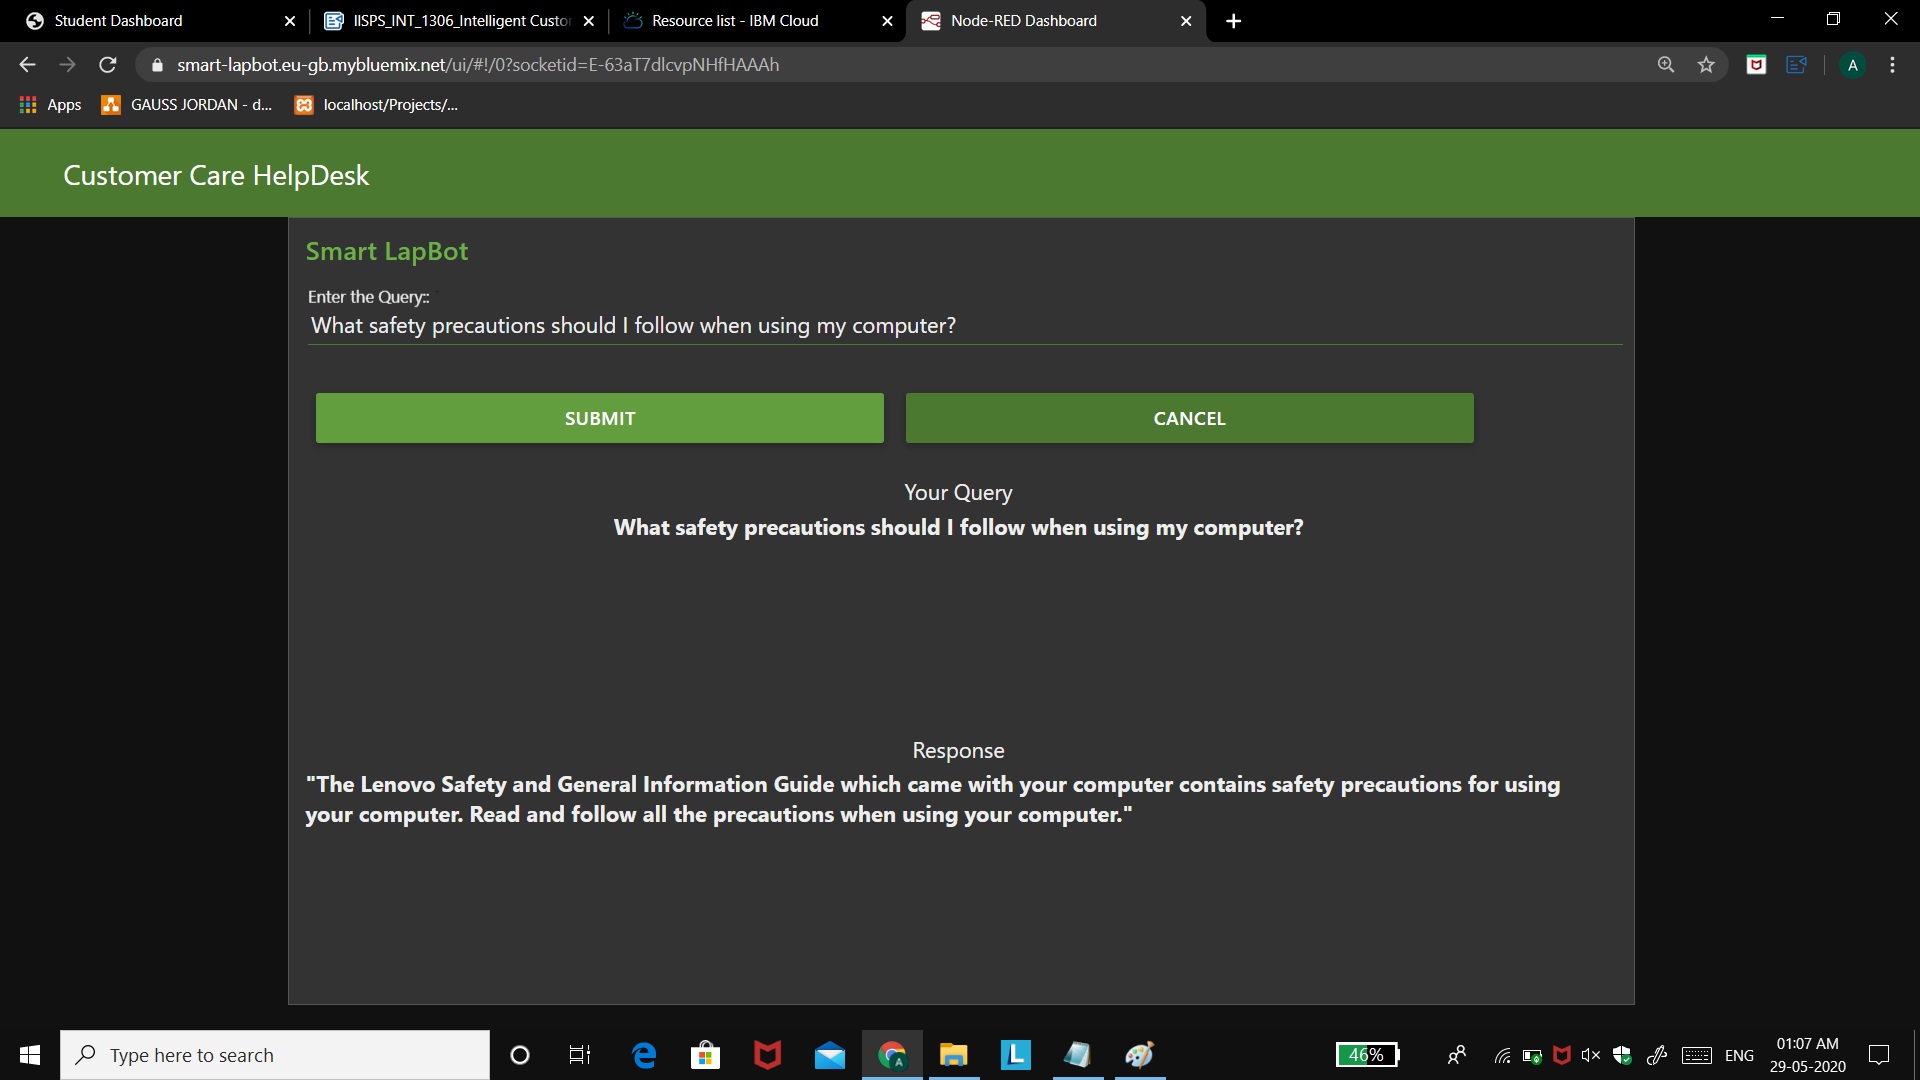 Student Dashboard
IISPS_INT_1306_Intelligent Custo
Resource list - IBM Cloud
Node-RED Dashboard
smart-lapbot.eu-gb.mybluemix.net/ui/#!/0?socketid=E-63aT7dlcvpNHfHAAAh
A
Apps
GAUSS JORDAN - d...
localhost/Projects/...
Customer Care HelpDesk
Smart LapBot
Enter the Query:: *
What safety precautions should I follow when using my computer?
SUBMIT
CANCEL
Your Query
What safety precautions should I follow when using my computer?
Response
"The Lenovo Safety and General Information Guide which came with your computer contains safety precautions for using
your computer. Read and follow all the precautions when using your computer."
Type here to search
A
L
46%
ENG
01:07 AM
29-05-2020